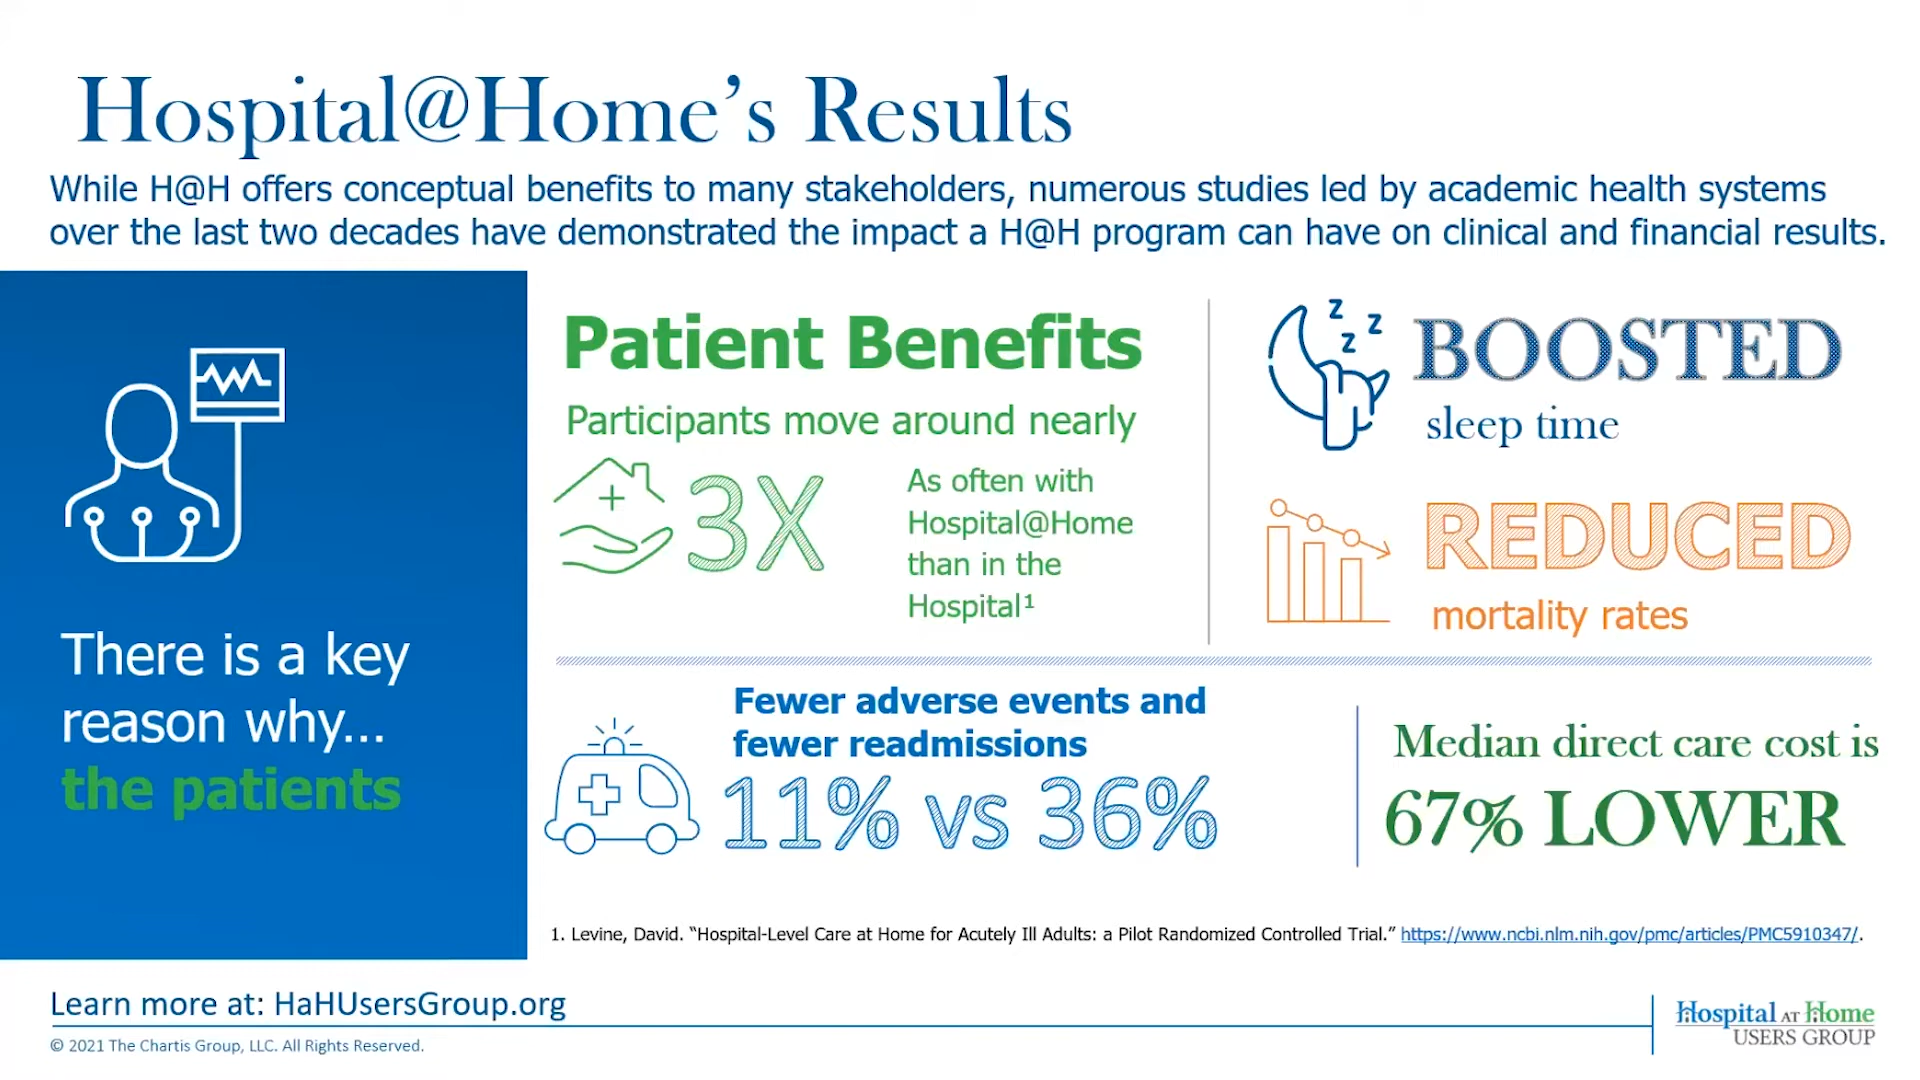 Hospital@Home’s Results
While H@H offers conceptual benefits to many stakeholders, numerous studies led by academic health systems
over the last two decades have demonstrated the impact a H@H program can have on clinical and financial results.
There is a key
reason why...
the patients
Patient Benefits
Participants move around nearly
3X
As often with
Hospital@Home
than in the
Hospital¹
z z z z
BOOSTED
sleep time
REDUCED
mortality rates
Fewer adverse events and
fewer readmissions
11% vs 36%
Median direct care cost is
67% LOWER
1. Levine, David. “Hospital-Level Care at Home for Acutely Ill Adults: a Pilot Randomized Controlled Trial.” https://www.ncbi.nlm.nih.gov/pmc/articles/PMC5910347/.
Learn more at: HaHUsersGroup.org
© 2021 The Chartis Group, LLC. All Rights Reserved.
Hospital AT Home
USERS GROUP